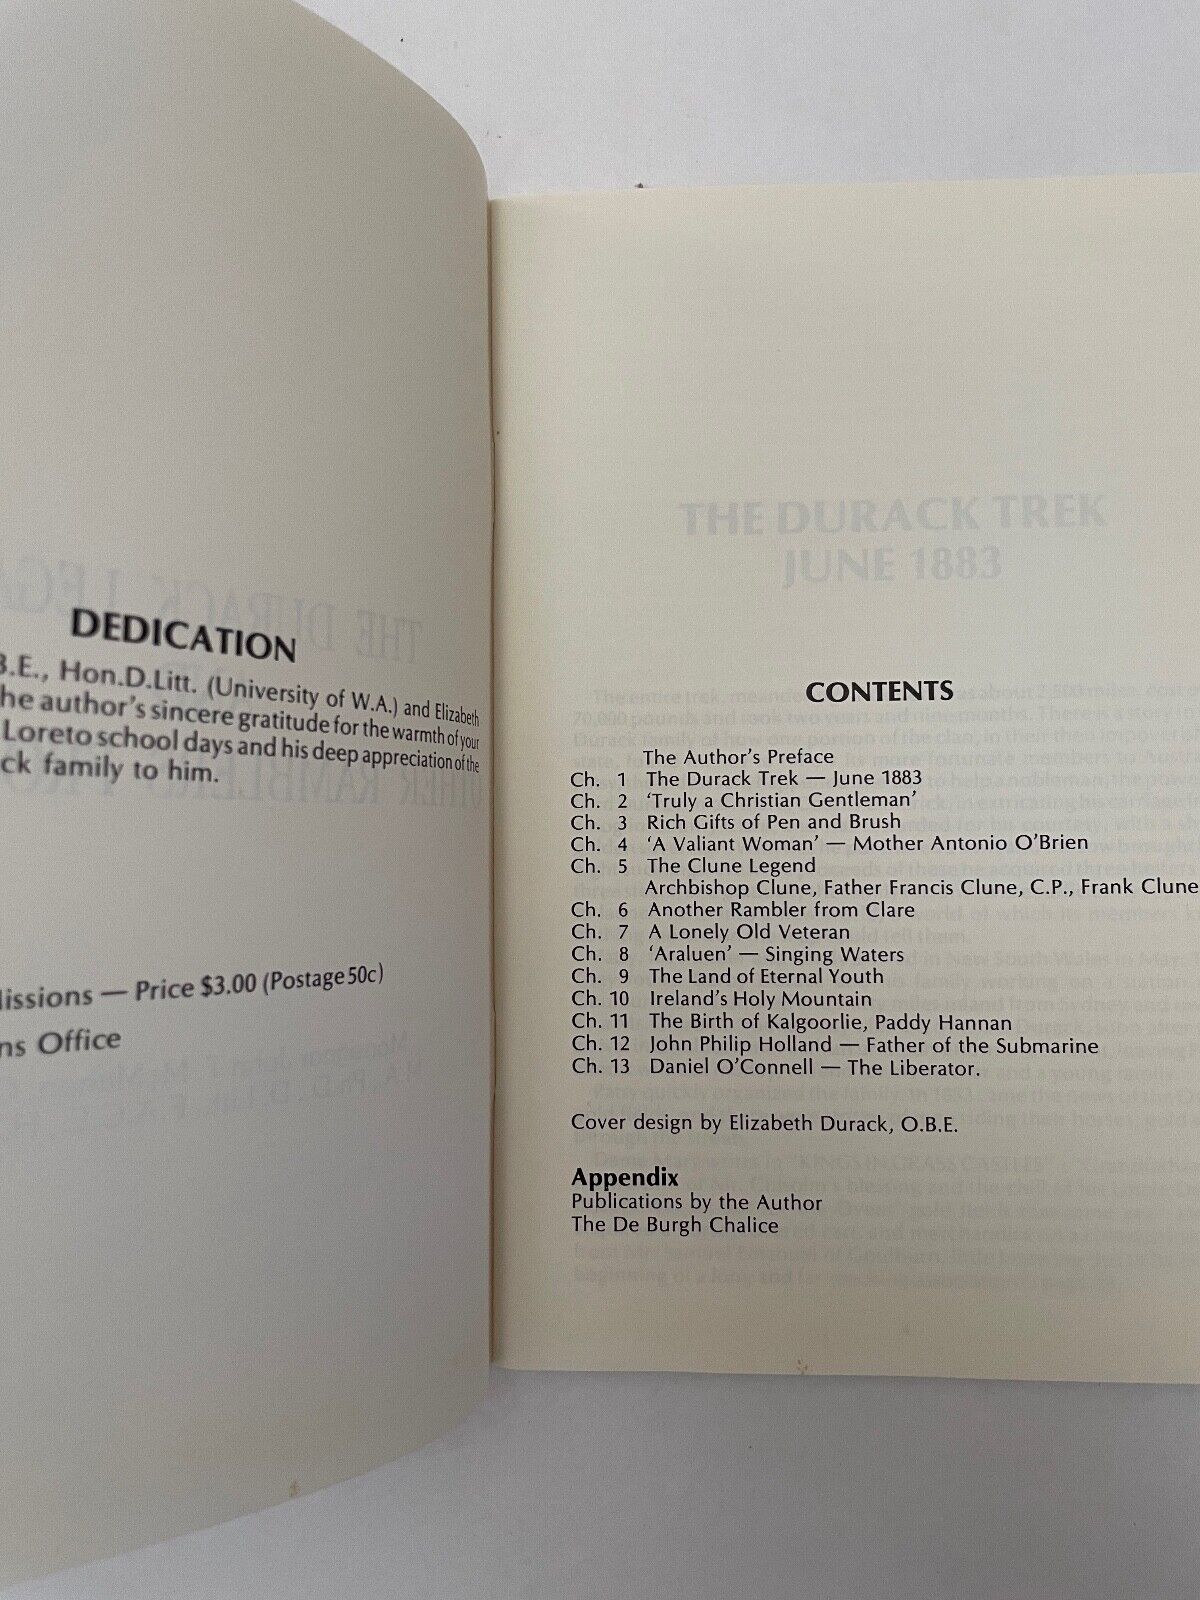 DEDICATION
B.E., Hon.D.Litt. (University of W.A.) and Elizabeth
he author's sincere gratitude for the warmth of your
Loreto school days and his deep appreciation of the
ck family to him.
lissions — Price $3.00 (Postage 50c)
ns Office
THE DURACK TREK
JUNE 1883
CONTENTS
The Author's Preface
Ch. 1 The Durack Trek — June 1883
Ch. 2 ‘Truly a Christian Gentleman’
Ch. 3 Rich Gifts of Pen and Brush
Ch. 4 ‘A Valiant Woman’ — Mother Antonio O'Brien
Ch. 5 The Clune Legend
Archbishop Clune, Father Francis Clune, C.P., Frank Clune
Ch. 6 Another Rambler from Clare
Ch. 7 A Lonely Old Veteran
Ch. 8 ‘Araluen’ — Singing Waters
Ch. 9 The Land of Eternal Youth
Ch. 10 Ireland's Holy Mountain
Ch. 11 The Birth of Kalgoorlie, Paddy Hannan
Ch. 12 John Philip Holland — Father of the Submarine
Ch. 13 Daniel O'Connell — The Liberator.
Cover design by Elizabeth Durack, O.B.E.
Appendix
Publications by the Author
The De Burgh Chalice